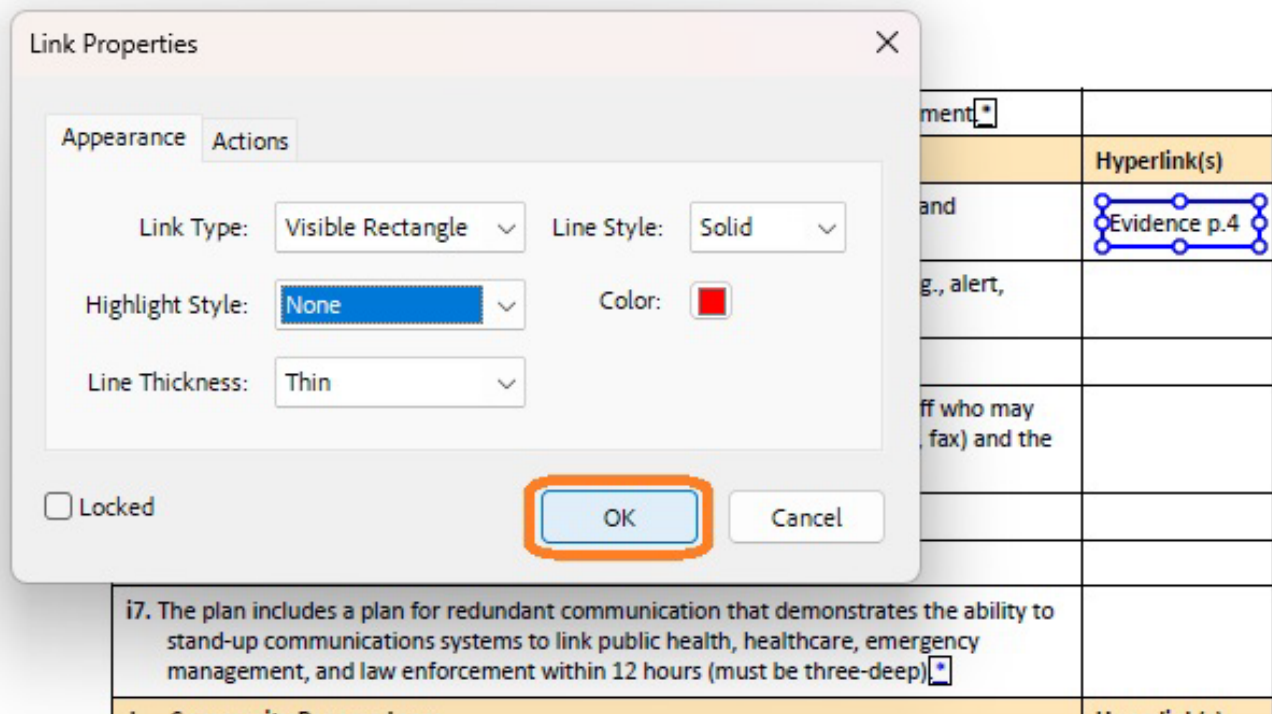 Link Properties
Appearance
Actions
Link Type: Visible Rectangle Line Style: Solid
Highlight Style: None Color:
Line Thickness: Thin
Locked
OK
Cancel
ment.*
Hyperlink(s)
and
Evidence p.4
g., alert,
ff who may
, fax) and the
i7. The plan includes a plan for redundant communication that demonstrates the ability to
stand-up communications systems to link public health, healthcare, emergency
management, and law enforcement within 12 hours (must be three-deep).*